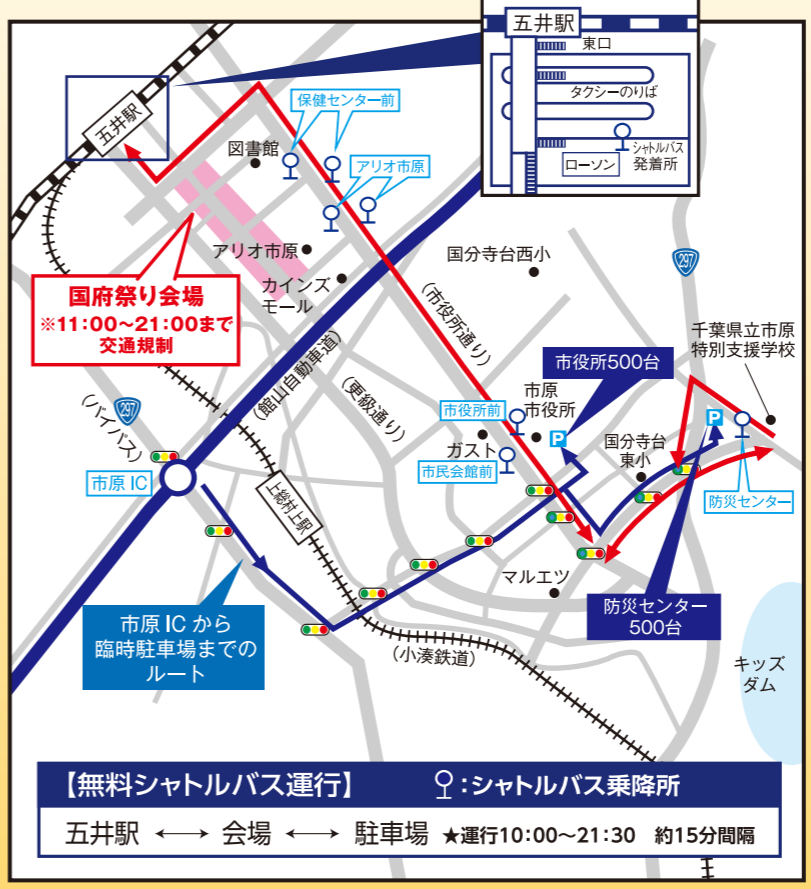 五井駅
東口
タクシーのりば
シャトルバス
発着所
ローソン
五井駅
保健センター前
図書館
アリオ市原
アリオ市原
カインズ
モール
国府祭り会場
※11:00〜21:00まで
交通規制
国分寺台西小
297
千葉県立市原
特別支援学校
(市役所通り)
(館山自動車道)
(更級通り)
297
(バイパス)
市原IC
市役所500台
市役所前
市原
市役所
P
ガスト
市民会館前
国分寺台
東小
P
防災センター
上総村上駅
マルエツ
防災センター
500台
市原ICから
臨時駐車場までの
ルート
(小湊鉄道)
キッズ
ダム
【無料シャトルバス運行】 :シャトルバス乗降所
五井駅 ←→ 会場 ←→ 駐車場 ★運行10:00〜21:30 約15分間隔